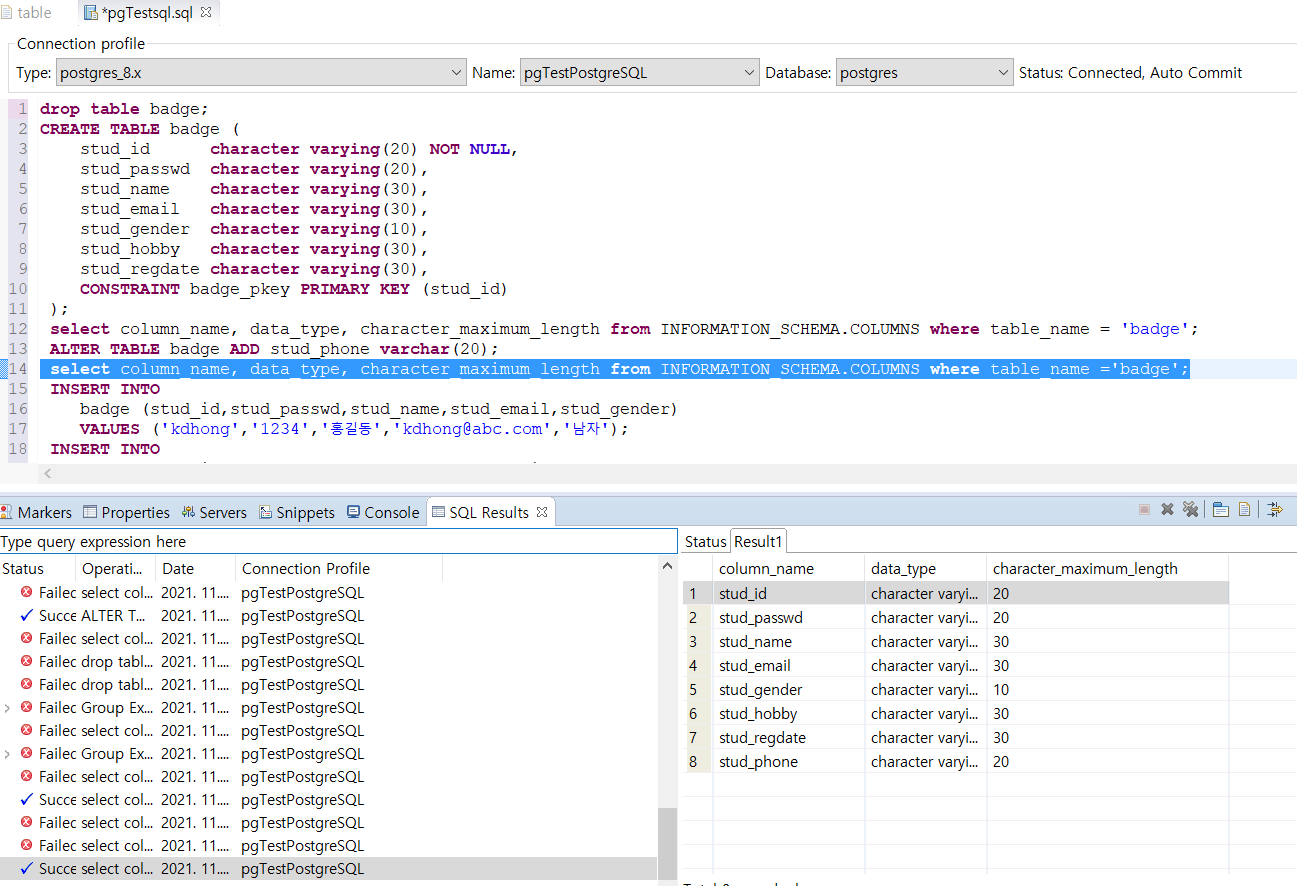 table *pgTestsql.sql
Connection profile
Type: postgres_8.x Name: pgTestPostgreSQL Database: postgres Status: Connected, Auto Commit
1 drop table badge;
2 CREATE TABLE badge (
3 stud_id character varying(20) NOT NULL,
4 stud_passwd character varying(20),
5 stud_name character varying(30),
6 stud_email character varying(30),
7 stud_gender character varying(10),
8 stud_hobby character varying(30),
9 stud_regdate character varying(30),
10 CONSTRAINT badge_pkey PRIMARY KEY (stud_id)
11 );
12 select column_name, data_type, character_maximum_length from INFORMATION_SCHEMA.COLUMNS where table_name = 'badge';
13 ALTER TABLE badge ADD stud_phone varchar(20);
14 select column_name, data_type, character_maximum_length from INFORMATION_SCHEMA.COLUMNS where table_name ='badge';
15 INSERT INTO
16 badge (stud_id,stud_passwd,stud_name,stud_email,stud_gender)
17 VALUES ('kdhong','1234','홍길동','kdhong@abc.com','남자');
18 INSERT INTO
Markers Properties Servers Snippets Console SQL Results
Type query expression here
Status Operati... Date Connection Profile
Failec select col... 2021. 11.... pgTestPostgreSQL
Succe ALTER T... 2021. 11.... pgTestPostgreSQL
Failec select col... 2021. 11.... pgTestPostgreSQL
Failec drop tabl... 2021. 11.... pgTestPostgreSQL
Failec drop tabl... 2021. 11.... pgTestPostgreSQL
Failec Group Ex... 2021. 11.... pgTestPostgreSQL
Failec select col... 2021. 11.... pgTestPostgreSQL
Failec Group Ex... 2021. 11.... pgTestPostgreSQL
Failec select col... 2021. 11.... pgTestPostgreSQL
Succe select col... 2021. 11.... pgTestPostgreSQL
Failec select col... 2021. 11.... pgTestPostgreSQL
Failec select col... 2021. 11.... pgTestPostgreSQL
Succe select col... 2021. 11.... pgTestPostgreSQL
Status Result1
column_name data_type character_maximum_length
1 stud_id character varyi... 20
2 stud_passwd character varyi... 20
3 stud_name character varyi... 30
4 stud_email character varyi... 30
5 stud_gender character varyi... 10
6 stud_hobby character varyi... 30
7 stud_regdate character varyi... 30
8 stud_phone character varyi... 20